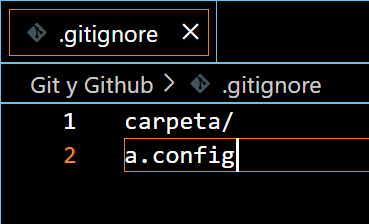 .gitignore
Git y Github > .gitignore
1 carpeta/
2 a.config